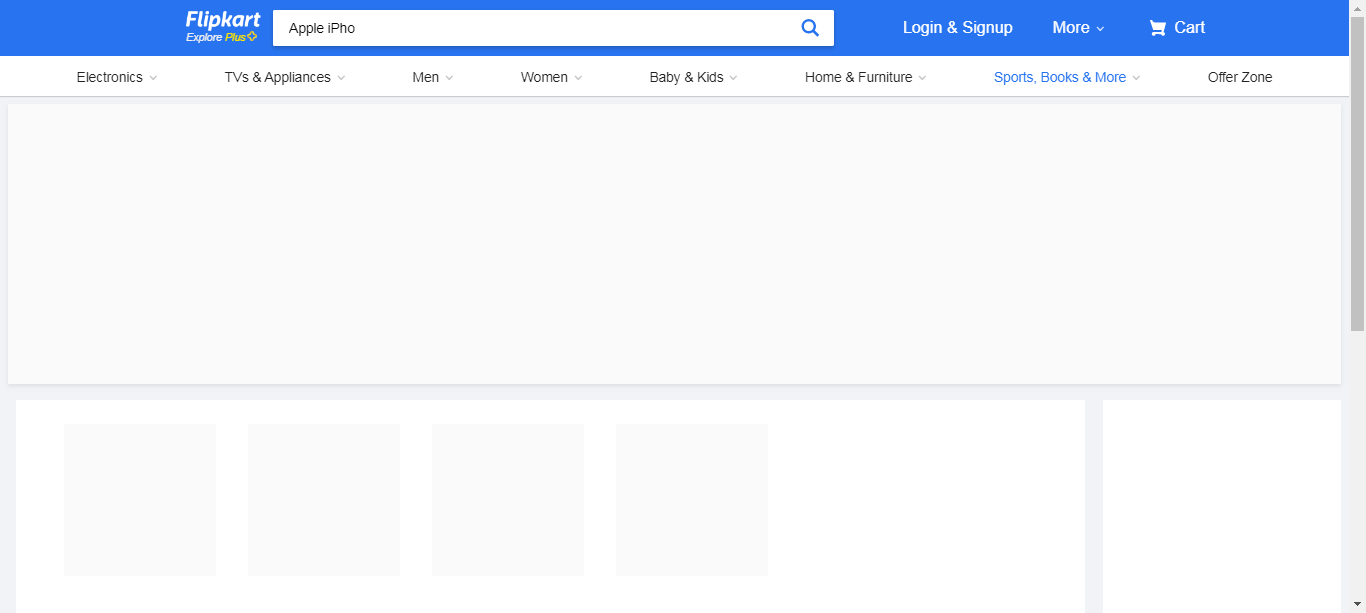 Flipkart
Explore Plus
Apple iPho
Login & Signup
More
Cart
Electronics
TVs & Appliances
Men
Women
Baby & Kids
Home & Furniture
Sports, Books & More
Offer Zone